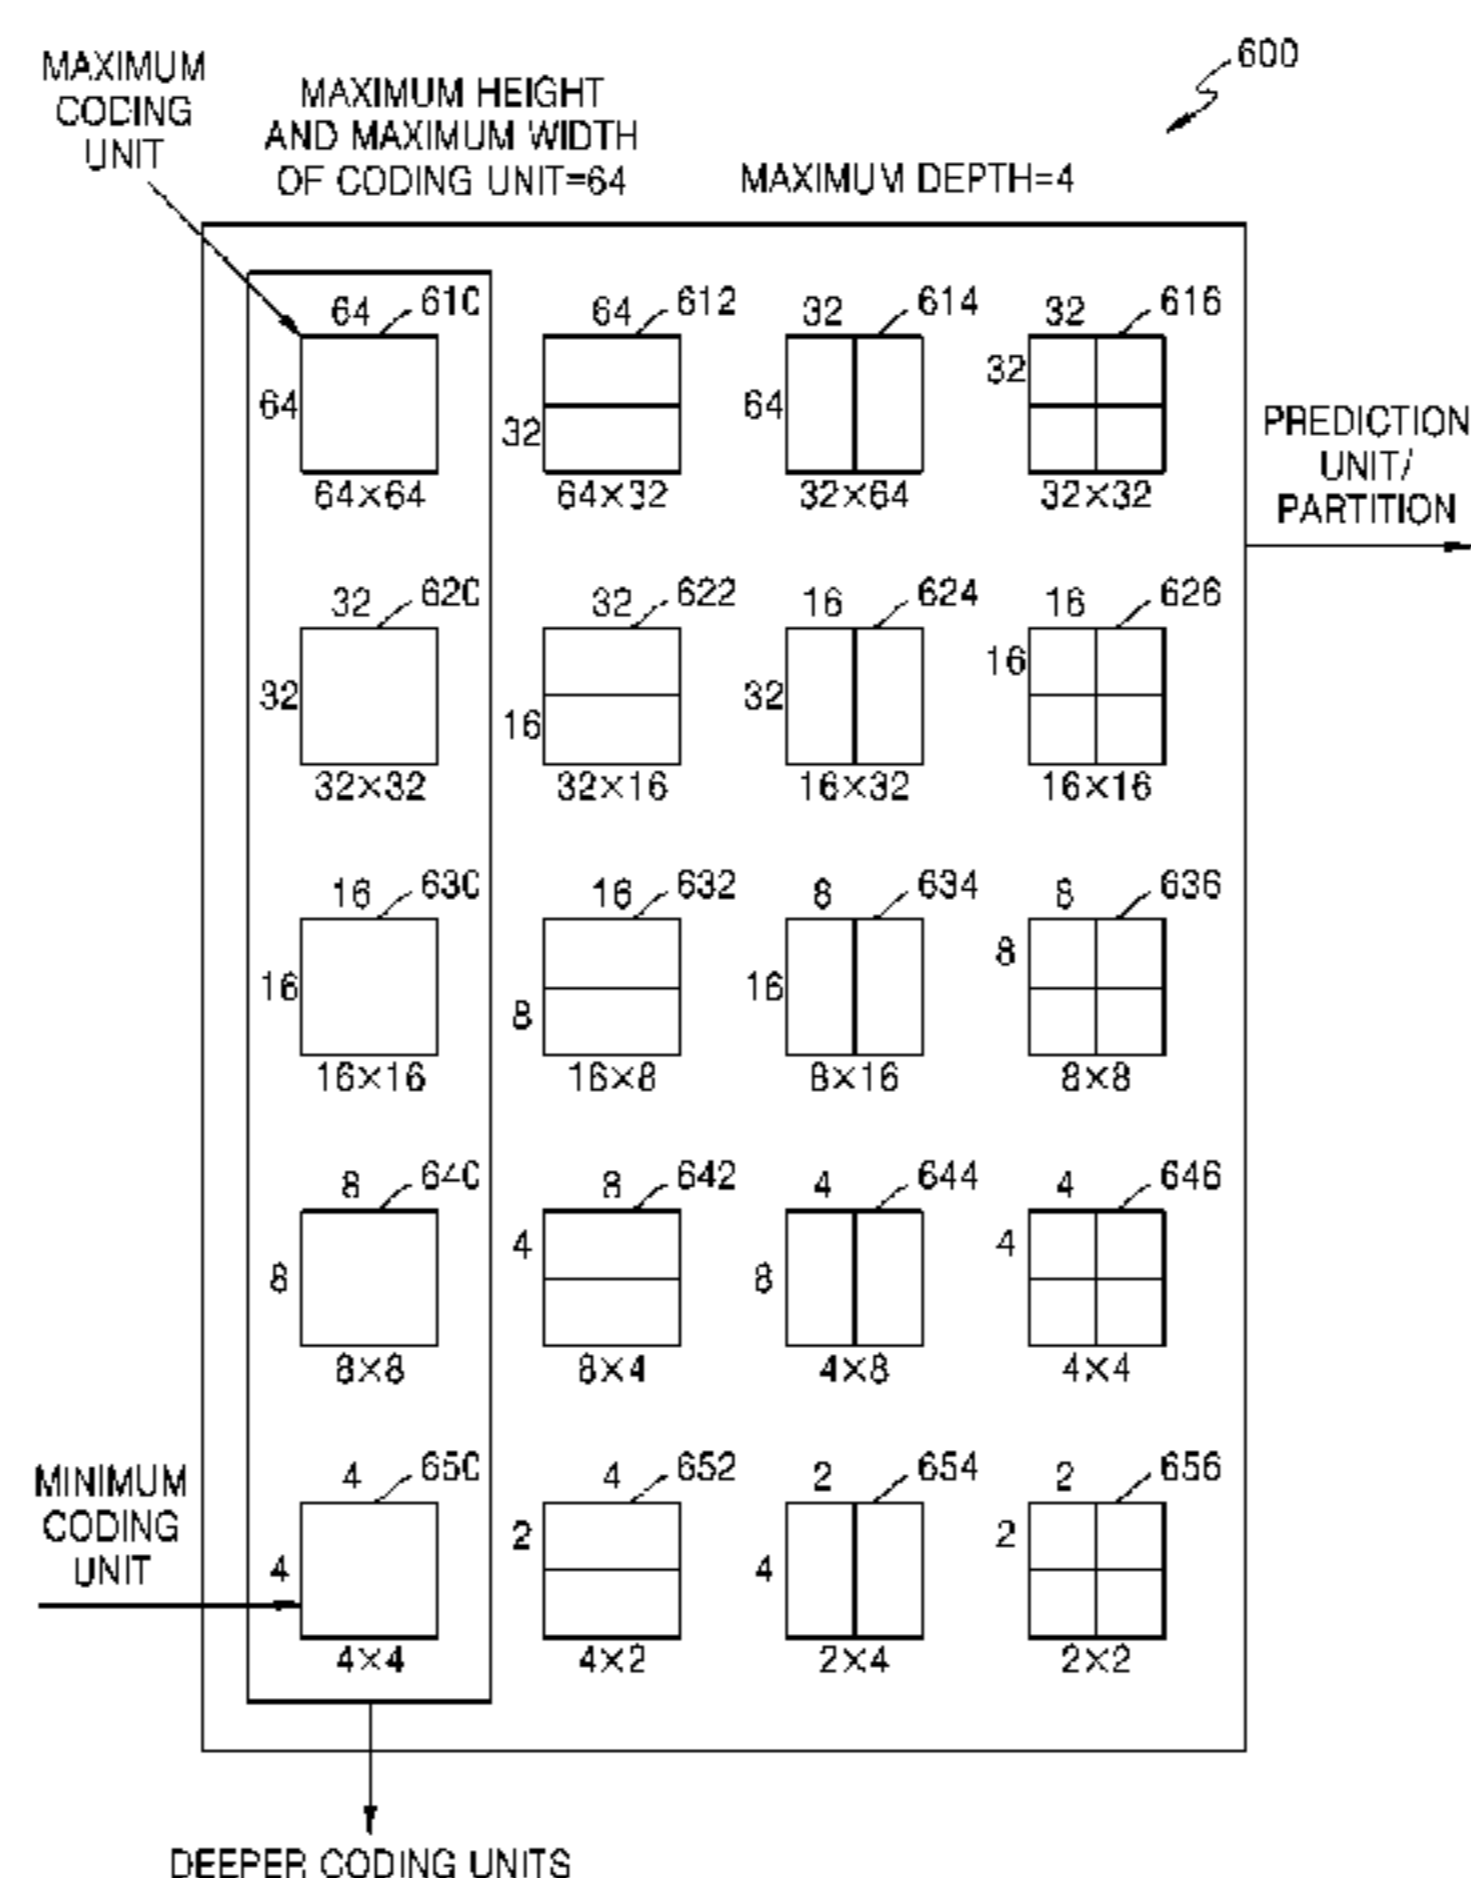 600
MAXIMUM
CODING
UNIT
MAXIMUM HEIGHT
AND MAXIMUM WIDTH
OF CODING UNIT=64
MAXIMUM DEPTH=4
64 610 64 612 32 614 32 616
64 32 64 32
64×64 64×32 32×64 32×32
PREDICTION
UNIT/
PARTITION
32 620 32 622 16 624 16 626
32 16 32 16
32×32 32×16 16×32 16×16
16 630 16 632 8 634 8 636
16 8 16 8
16×16 16×8 8×16 8×8
8 640 8 642 4 644 4 646
8 4 8 4
8×8 8×4 4×8 4×4
MINIMUM
CODING
UNIT
4 650 4 652 2 654 2 656
4 2 4 2
4×4 4×2 2×4 2×2
DEEPER CODING UNITS